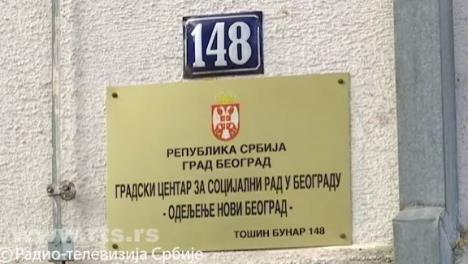 148
РЕПУБЛИКА СРБИЈА
ГРАД БЕОГРАД
ГРАДСКИ ЦЕНТАР ЗА СОЦИЈАЛНИ РАД У БЕОГРАДУ
- ОДЕЉЕЊЕ НОВИ БЕОГРАД -
ТОШИН БУНАР 148
www.rts.rs
© Радио-телевизија Србије